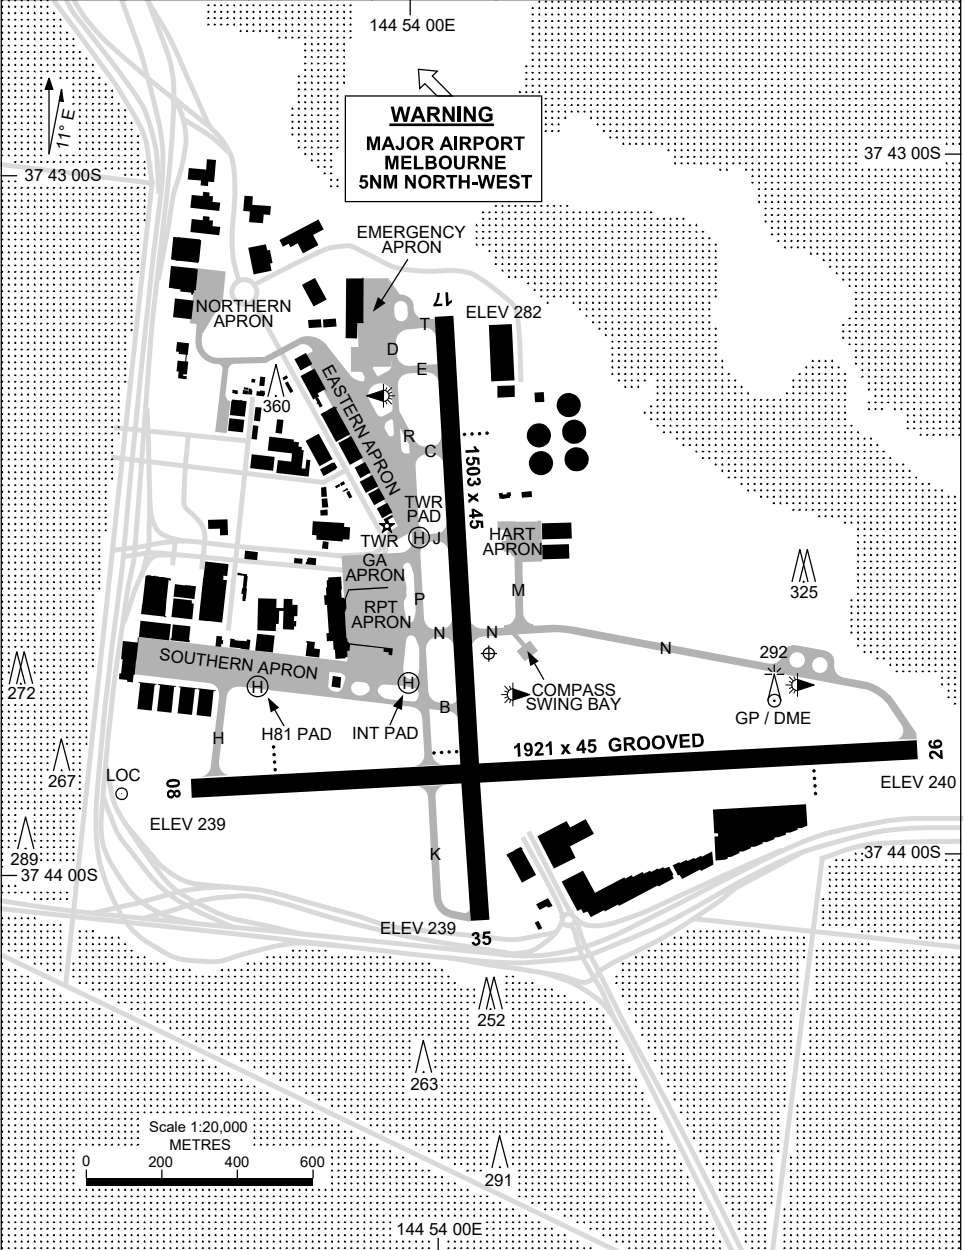 144 54 00E
11° E
WARNING
MAJOR AIRPORT
MELBOURNE
5NM NORTH-WEST
37 43 00S
37 43 00S
EMERGENCY
APRON
NORTHERN
APRON
17
ELEV 282
T
D
E
EASTERN APRON
360
R
C
1503 x 45
TWR
PAD
TWR
H
J
HART
APRON
GA
APRON
RPT
APRON
P
M
325
N
N
N
SOUTHERN APRON
292
272
H
H
COMPASS
SWING BAY
B
GP / DME
H81 PAD
INT PAD
H
1921 x 45 GROOVED
26
267
LOC
08
ELEV 240
ELEV 239
289
K
37 44 00S
37 44 00S
ELEV 239
35
252
263
Scale 1:20,000
METRES
0 200 400 600
291
144 54 00E